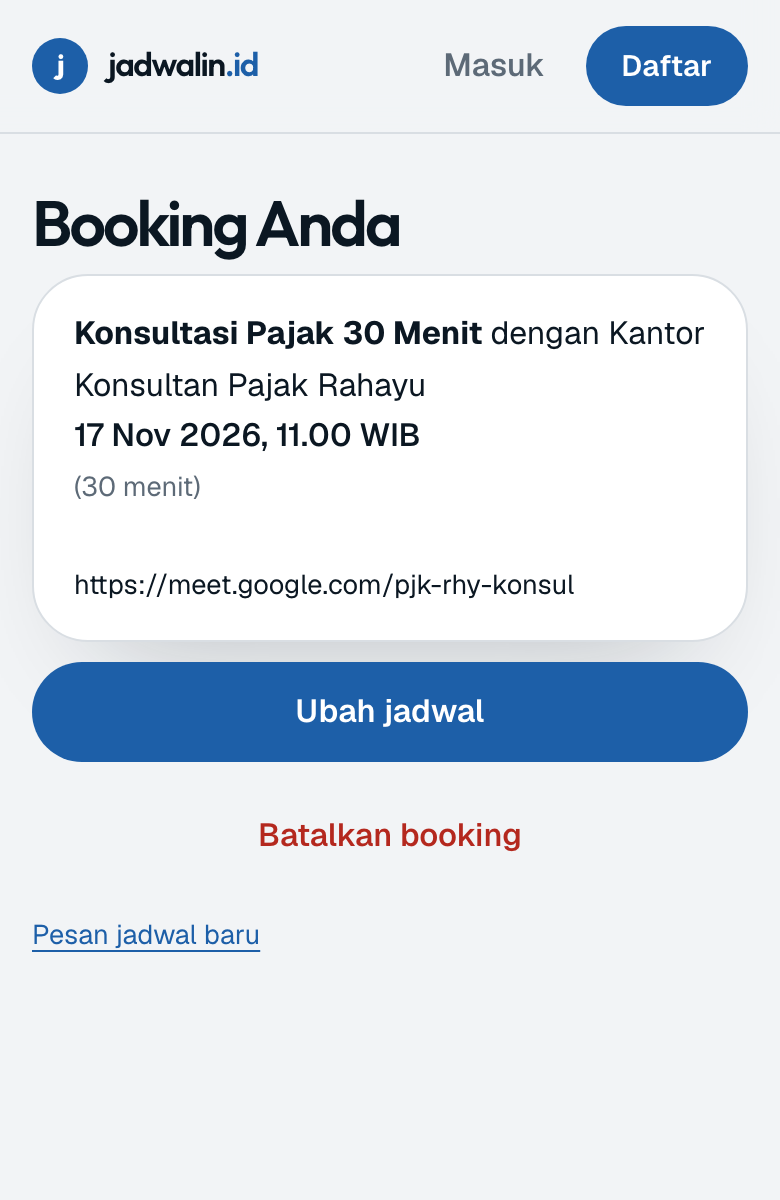 j jadwalin.id
Masuk
Daftar
Booking Anda
Konsultasi Pajak 30 Menit dengan Kantor
Konsultan Pajak Rahayu
17 Nov 2026, 11.00 WIB
(30 menit)
https://meet.google.com/pjk-rhy-konsul
Ubah jadwal
Batalkan booking
Pesan jadwal baru